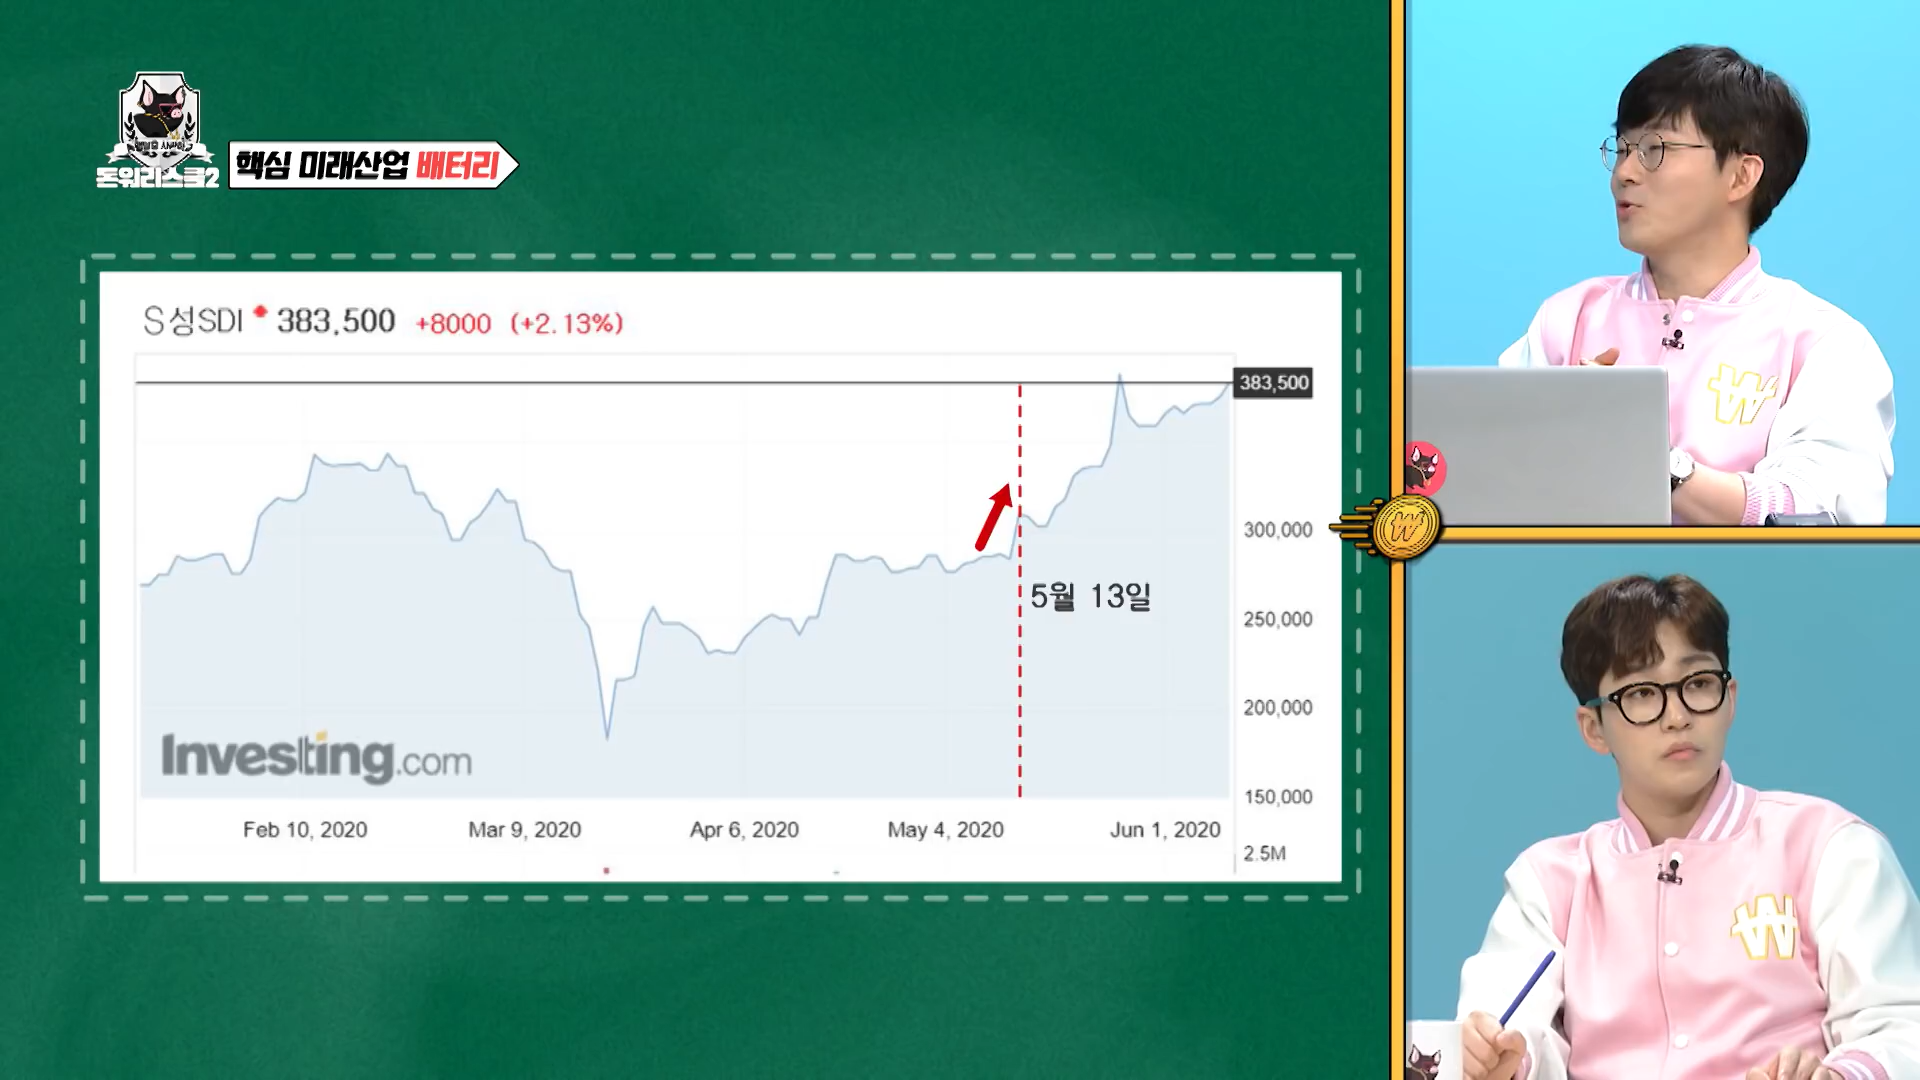 돈워리스쿨2
핵심 미래산업 배터리
S성SDI 383,500 +8000 (+2.13%)
383,500
300,000
5월 13일
250,000
200,000
Investing.com
150,000
Feb 10, 2020 Mar 9, 2020 Apr 6, 2020 May 4, 2020 Jun 1, 2020
2.5M